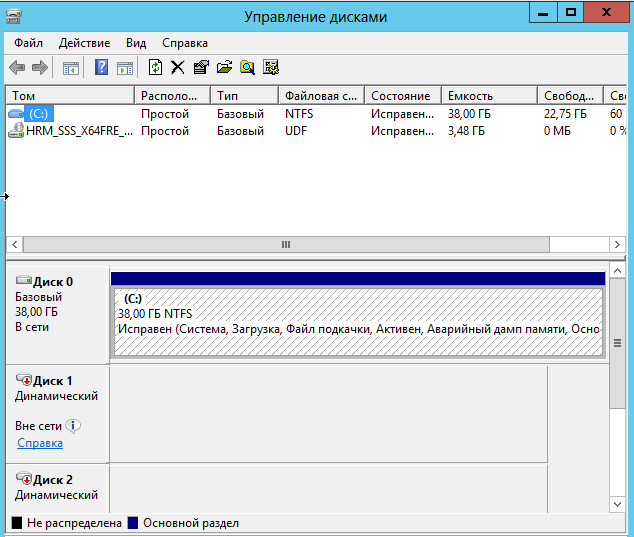 Управление дисками
Файл Действие Вид Справка
Том Располо... Тип Файловая с... Состояние Емкость Свобод... Сво
(C:) Простой Базовый NTFS Исправен... 38,00 ГБ 22,75 ГБ 60
HRM_SSS_X64FRE_... Простой Базовый UDF Исправен... 3,48 ГБ 0 МБ 0 %
Диск 0
Базовый
38,00 ГБ
В сети
(C:)
38,00 ГБ NTFS
Исправен (Система, Загрузка, Файл подкачки, Активен, Аварийный дамп памяти, Осно
Диск 1
Динамический
Вне сети
Справка
Диск 2
Динамический
Не распределена Основной раздел